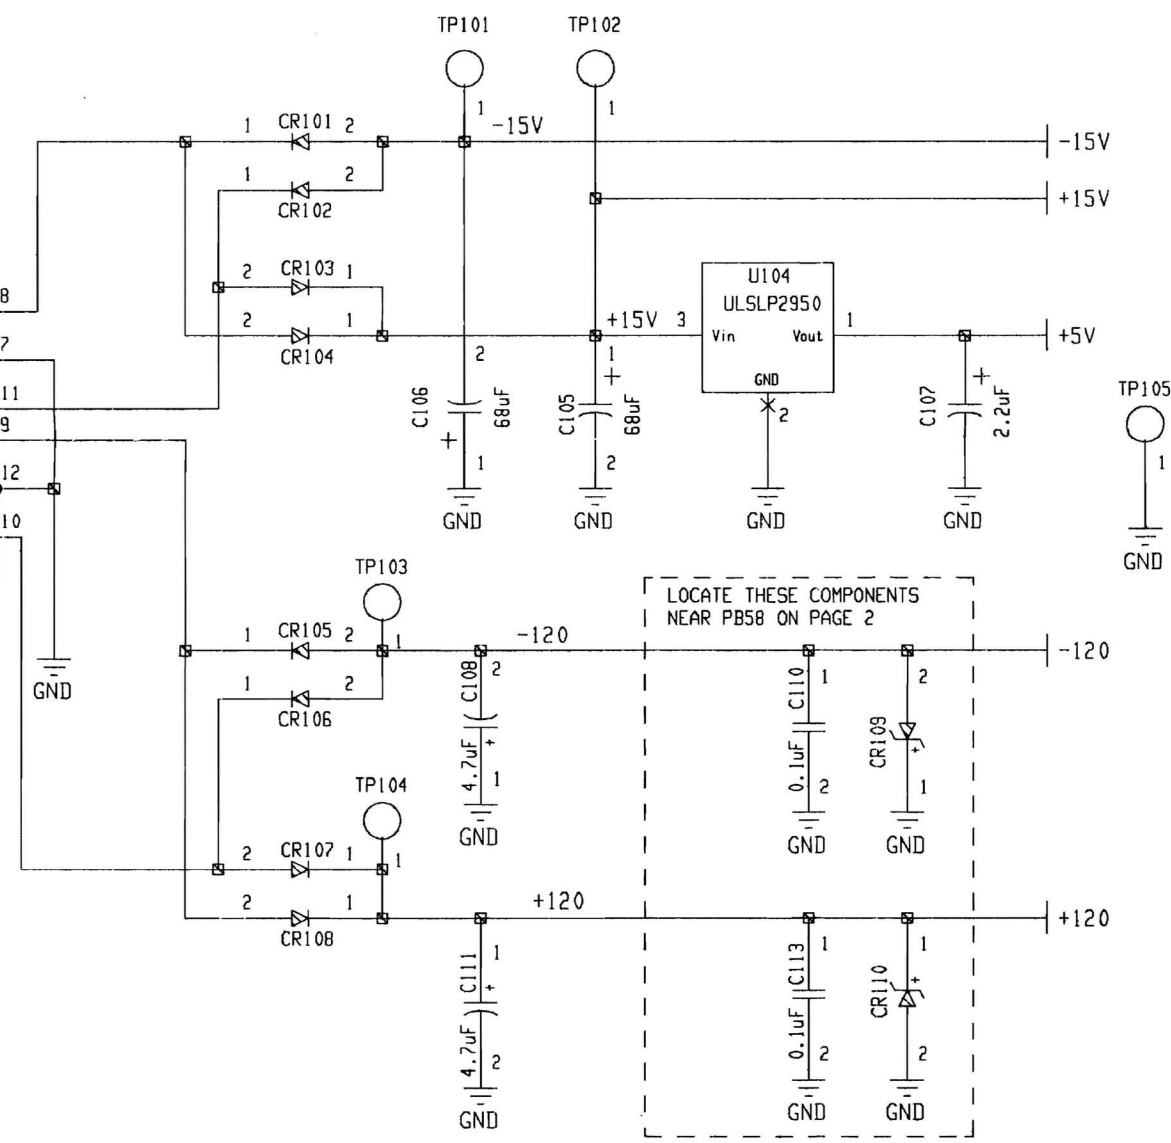 TP101
TP102
1
1
1 CR101 2
-15V
-15V
1 2
CR102
+15V
2 CR103 1
8
U104
ULSLP2950
2 1
CR104
+15V 3
Vin Vout
1
+5V
7
2
1
+
GND
+
11
C106
68uF
C105
68uF
2
C107
2.2uF
TP105
9
+
1
12
1
2
GND
GND
GND
GND
10
GND
TP103
LOCATE THESE COMPONENTS
NEAR PB58 ON PAGE 2
1 CR105 2
1
-120
-120
GND
1 2
CR106
C108
2
C110
1
2
4.7uF
+
0.1uF
CR109
+
TP104
1
2
1
GND
GND
GND
2 CR107 1
1
2 1
CR108
+120
+120
C111
1
C113
1
1
4.7uF
+
0.1uF
CR110
+
2
2
2
GND
GND
GND